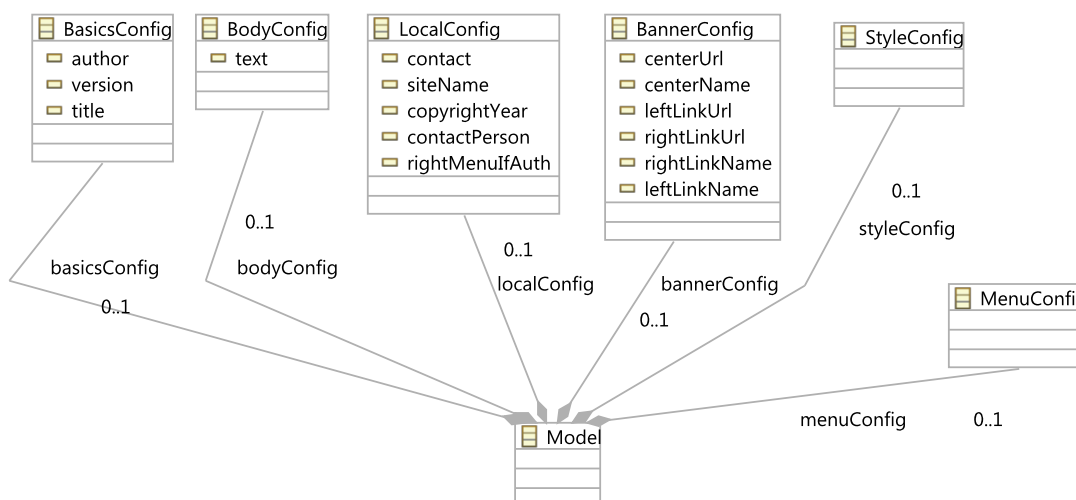 BasicsConfig
author
version
title
BodyConfig
text
LocalConfig
contact
siteName
copyrightYear
contactPerson
rightMenuIfAuth
BannerConfig
centerUrl
centerName
leftLinkUrl
rightLinkUrl
rightLinkName
leftLinkName
StyleConfig
0..1
styleConfig
0..1
bodyConfig
basicsConfig
0..1
0..1
localConfig
bannerConfig
0..1
MenuConfi
menuConfig
0..1
Model